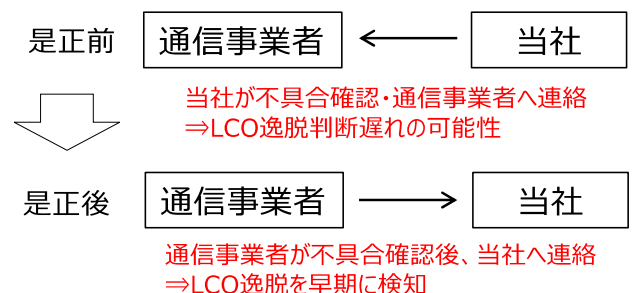 是正前 通信事業者 当社
当社が不具合確認・通信事業者へ連絡
⇒LCO逸脱判断遅れの可能性
是正後 通信事業者 当社
通信事業者が不具合確認後、当社へ連絡
⇒LCO逸脱を早期に検知